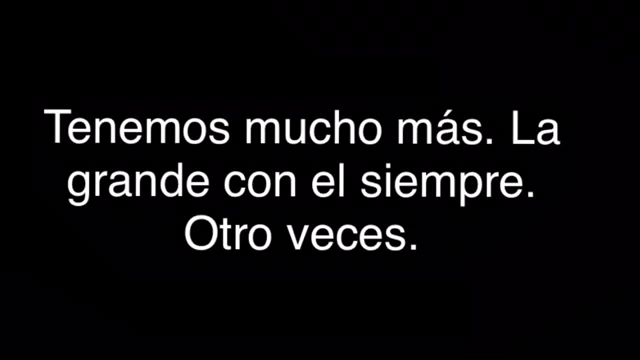 Tenemos mucho más. La
grande con el siempre.
Otro veces.